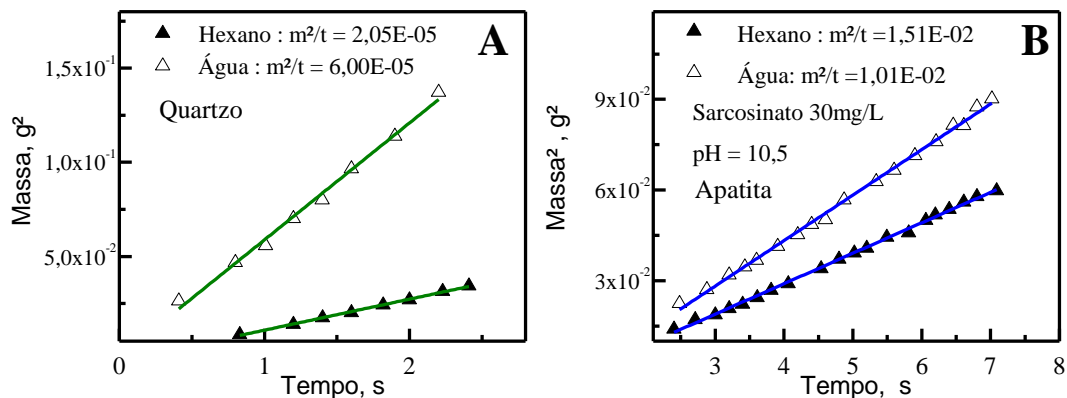 A
▲ Hexano : m²/t = 2,05E-05
△ Água : m²/t = 6,00E-05
Quartzo
Massa, g²
1,5x10⁻¹
1,0x10⁻¹
5,0x10⁻²
0 1 2
Tempo, s
B
▲ Hexano : m²/t =1,51E-02
△ Água: m²/t =1,01E-02
Sarcosinato 30mg/L
pH = 10,5
Apatita
Massa² , g²
9x10⁻²
6x10⁻²
3x10⁻²
3 4 5 6 7 8
Tempo, s